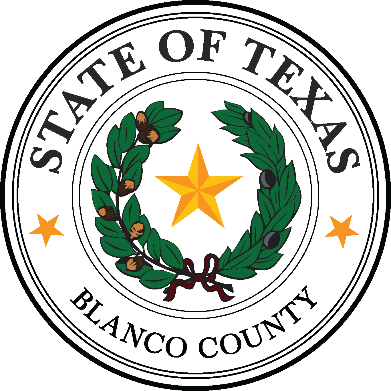 STATE OF TEXAS
BLANCO COUNTY